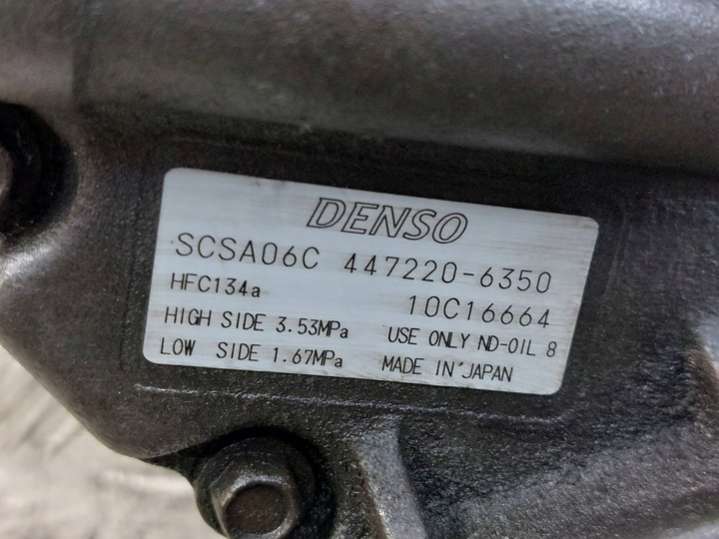 DENSO
SCSA06C 447220-6350
HFC134a 10C16664
HIGH SIDE 3.53MPa USE ONLY ND-OIL 8
LOW SIDE 1.67MPa MADE IN JAPAN